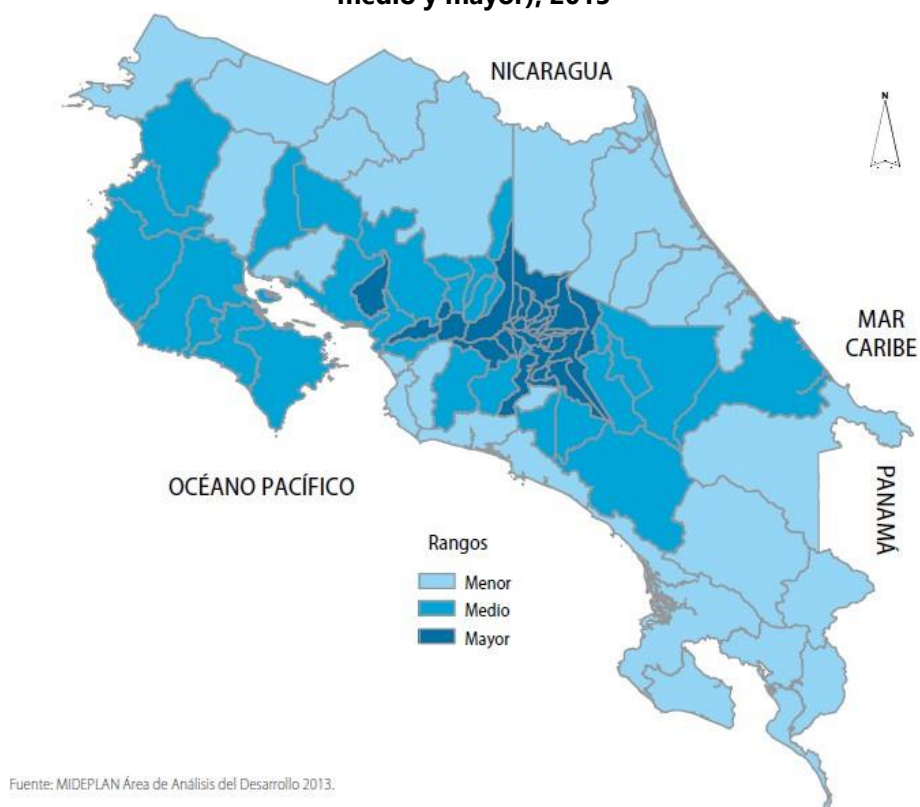 medio y mayor), 2013
NICARAGUA
N
MAR
CARIBE
OCÉANO PACÍFICO
PANAMÁ
Rangos
Menor
Medio
Mayor
Fuente: MIDEPLAN Área de Análisis del Desarrollo 2013.